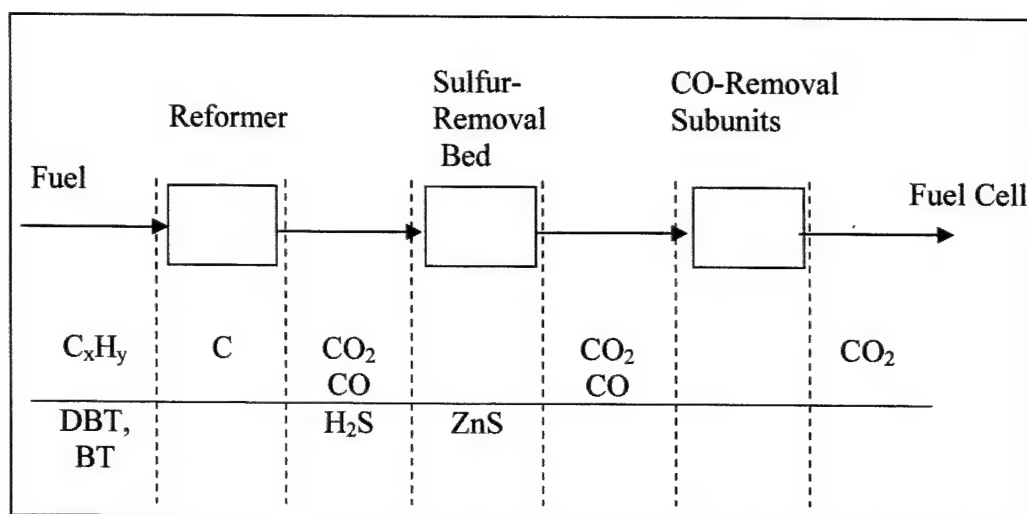 Reformer
Sulfur-
Removal
Bed
CO-Removal
Subunits
Fuel
Fuel Cell
CₓHᵧ
C
CO₂
CO
CO₂
CO
CO₂
DBT,
BT
H₂S
ZnS